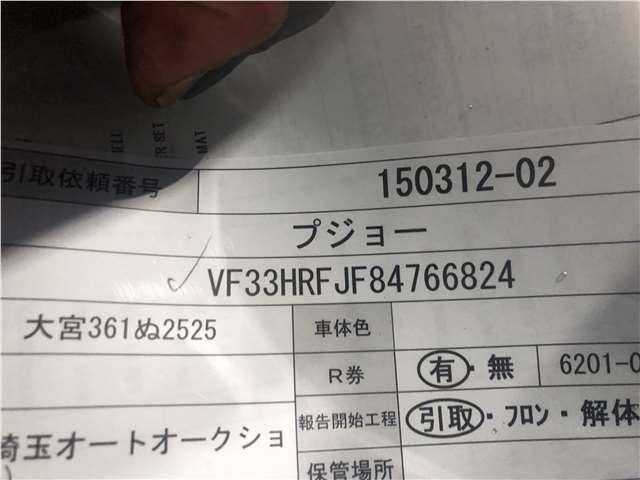 MAT
引取依頼番号 150312-02
プジョー
VF33HRFJF84766824
大宮361ぬ2525 車体色
R券 有・無 6201-0
報告開始工程 引取・フロン・解体
埼玉オートオークショ
保管場所